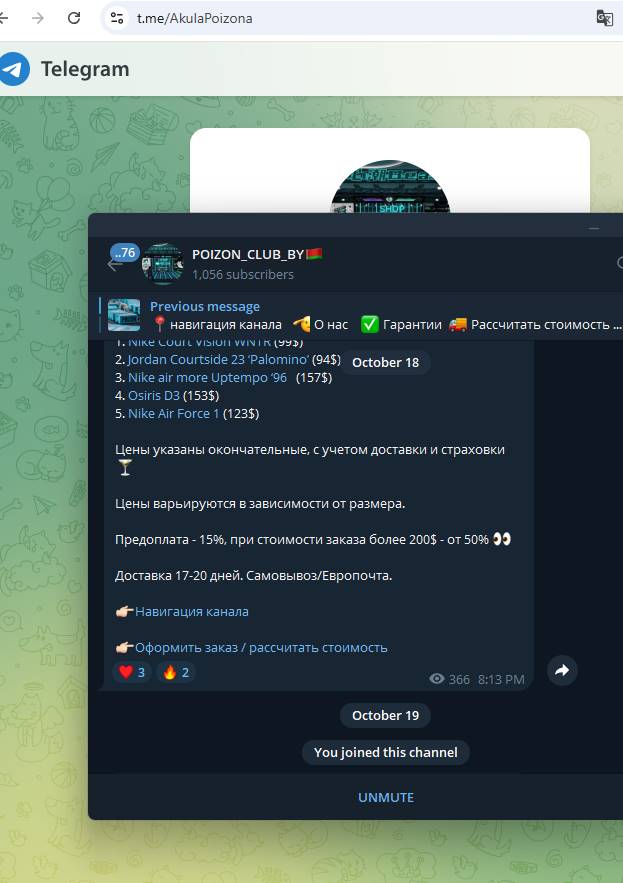 t.me/AkulaPoizona
Telegram
SHOP
..76
POIZON_CLUB_BY🇧🇾
1,056 subscribers
Previous message
📍 навигация канала 🫡 О нас ✅ Гарантии 🚚 Рассчитать стоимость ...
1. Nike Court Vision WNTR (99$)
October 18
2. Jordan Courtside 23 ‘Palomino’ (94$)
3. Nike air more Uptempo ‘96 (157$)
4. Osiris D3 (153$)
5. Nike Air Force 1 (123$)
Цены указаны окончательные, с учетом доставки и страховки
🍸
Цены варьируются в зависимости от размера.
Предоплата - 15%, при стоимости заказа более 200$ - от 50% 👀
Доставка 17-20 дней. Самовывоз/Европочта.
👉🏻Навигация канала
👉🏻Оформить заказ / рассчитать стоимость
❤️ 3 🔥 2
366 8:13 PM
October 19
You joined this channel
UNMUTE